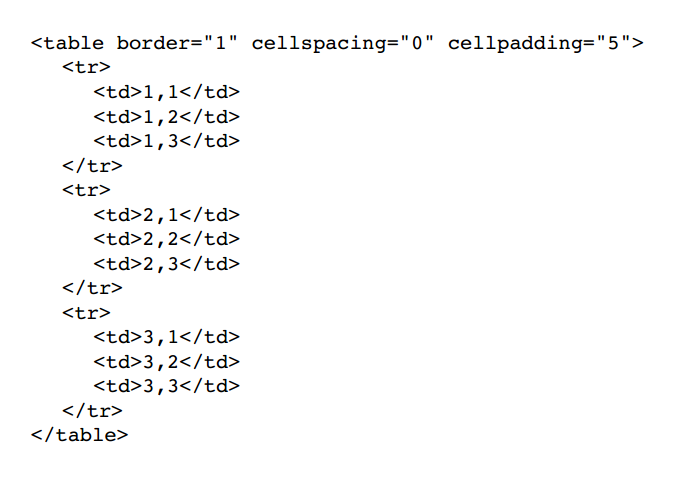 <table border="1" cellspacing="0" cellpadding="5">
<tr>
<td>1,1</td>
<td>1,2</td>
<td>1,3</td>
</tr>
<tr>
<td>2,1</td>
<td>2,2</td>
<td>2,3</td>
</tr>
<tr>
<td>3,1</td>
<td>3,2</td>
<td>3,3</td>
</tr>
</table>